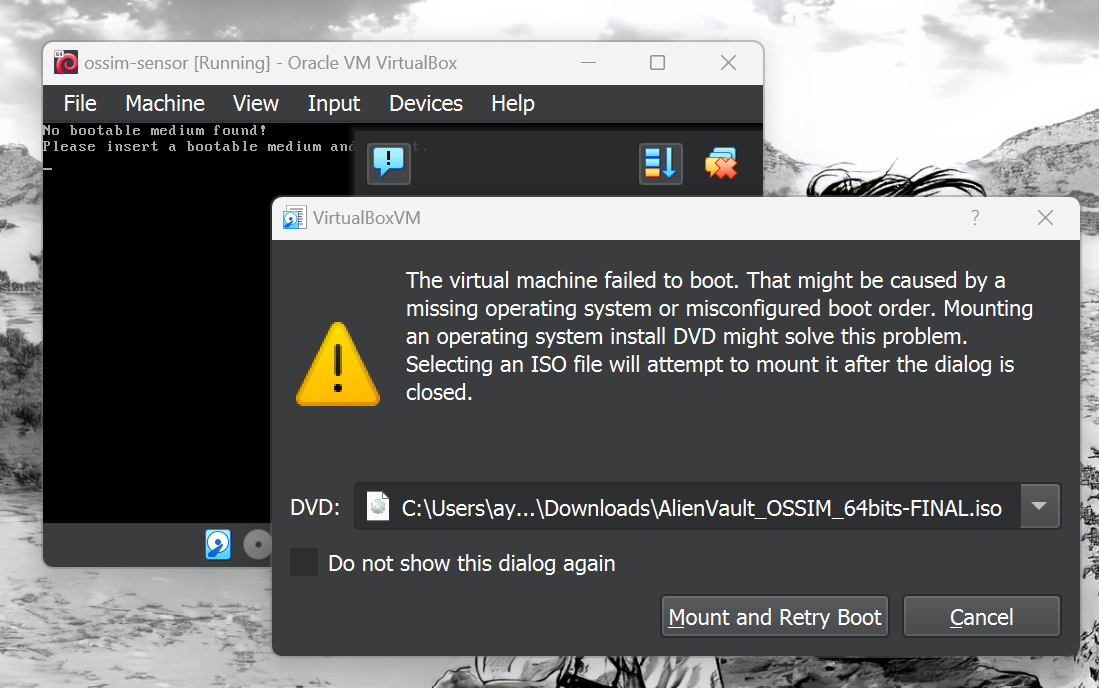 64
ossim-sensor [Running] - Oracle VM VirtualBox
File Machine View Input Devices Help
No bootable medium found!
Please insert a bootable medium and
VirtualBoxVM ?
The virtual machine failed to boot. That might be caused by a
missing operating system or misconfigured boot order. Mounting
an operating system install DVD might solve this problem.
Selecting an ISO file will attempt to mount it after the dialog is
closed.
DVD: C:\Users\ay...\Downloads\AlienVault_OSSIM_64bits-FINAL.iso
Do not show this dialog again
Mount and Retry Boot Cancel